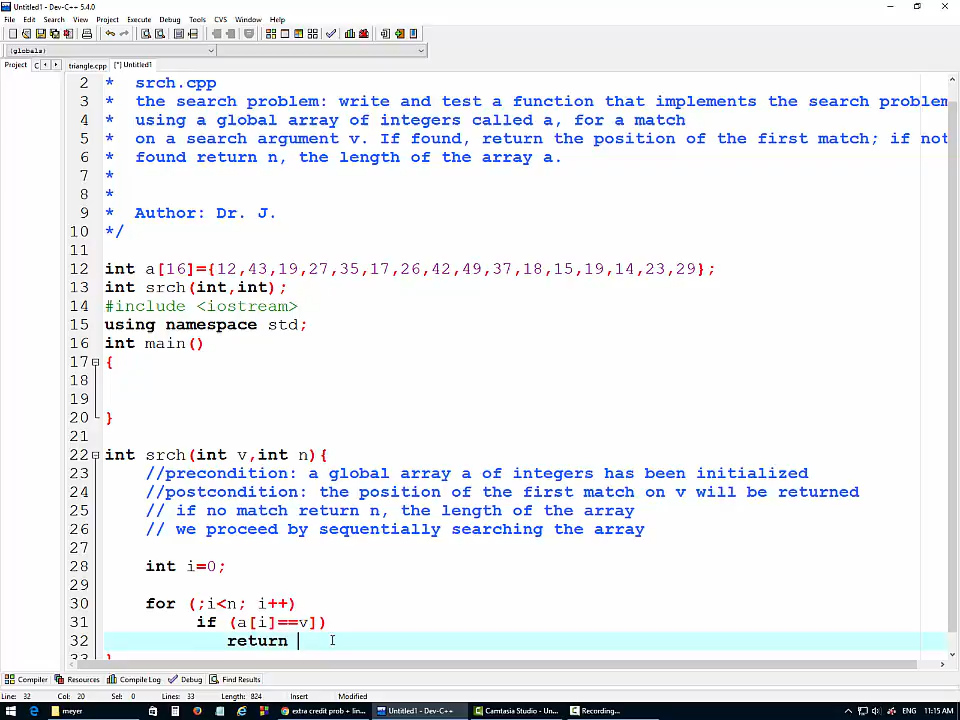 Untitled1 - Dev-C++ 5.4.0
File Edit Search View Project Execute Debug Tools CVS Window Help
(globals)
Project C triangle.cpp [*] Untitled1
2 * srch.cpp
3 * the search problem: write and test a function that implements the search problem
4 * using a global array of integers called a, for a match
5 * on a search argument v. If found, return the position of the first match; if not
6 * found return n, the length of the array a.
7 *
8 *
9 * Author: Dr. J.
10 */
11
12 int a[16]={12,43,19,27,35,17,26,42,49,37,18,15,19,14,23,29};
13 int srch(int,int);
14 #include <iostream>
15 using namespace std;
16 int main()
17 {
18
19
20 }
21
22 int srch(int v,int n){
23 //precondition: a global array a of integers has been initialized
24 //postcondition: the position of the first match on v will be returned
25 // if no match return n, the length of the array
26 // we proceed by sequentially searching the array
27
28 int i=0;
29
30 for (;i<n; i++)
31 if (a[i]==v])
32 return
33 }
Compiler Resources Compile Log Debug Find Results
Line: 32 Col: 20 Sel: 0 Lines: 33 Length: 824 Insert Modified
meyer extra credit prob + lin... Untitled1 - Dev-C++ ... Camtasia Studio - Un... Recording... ENG 11:15 AM